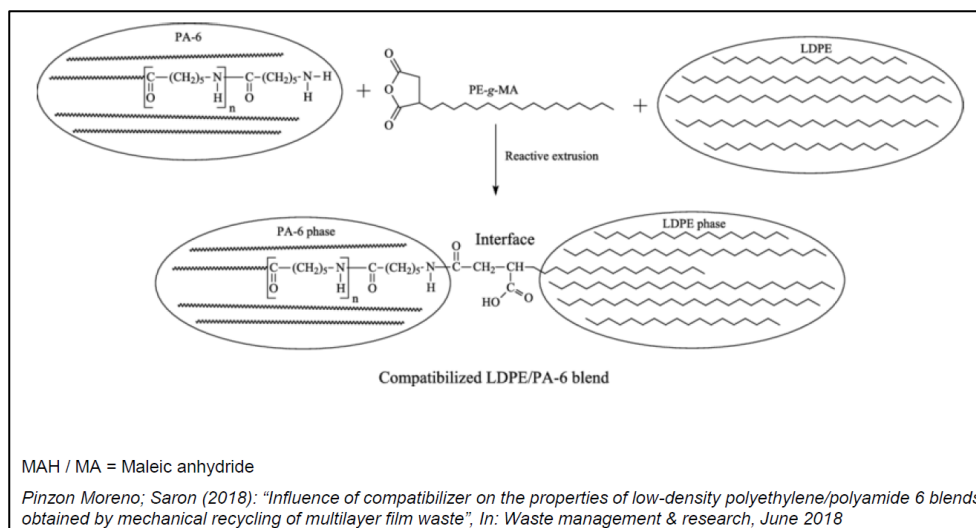 PA-6
LDPE
[C—(CH₂)₅—N]ₙ—C—(CH₂)₅—N—H
O H O H
+
O
O
O
PE-g-MA
+
Reactive extrusion
PA-6 phase
Interface
LDPE phase
[C—(CH₂)₅—N]ₙ—C—(CH₂)₅—N—C—CH₂—CH
O H O H O
HO C O
Compatibilized LDPE/PA-6 blend
MAH / MA = Maleic anhydride
Pinzon Moreno; Saron (2018): “Influence of compatibilizer on the properties of low-density polyethylene/polyamide 6 blends
obtained by mechanical recycling of multilayer film waste”, In: Waste management & research, June 2018